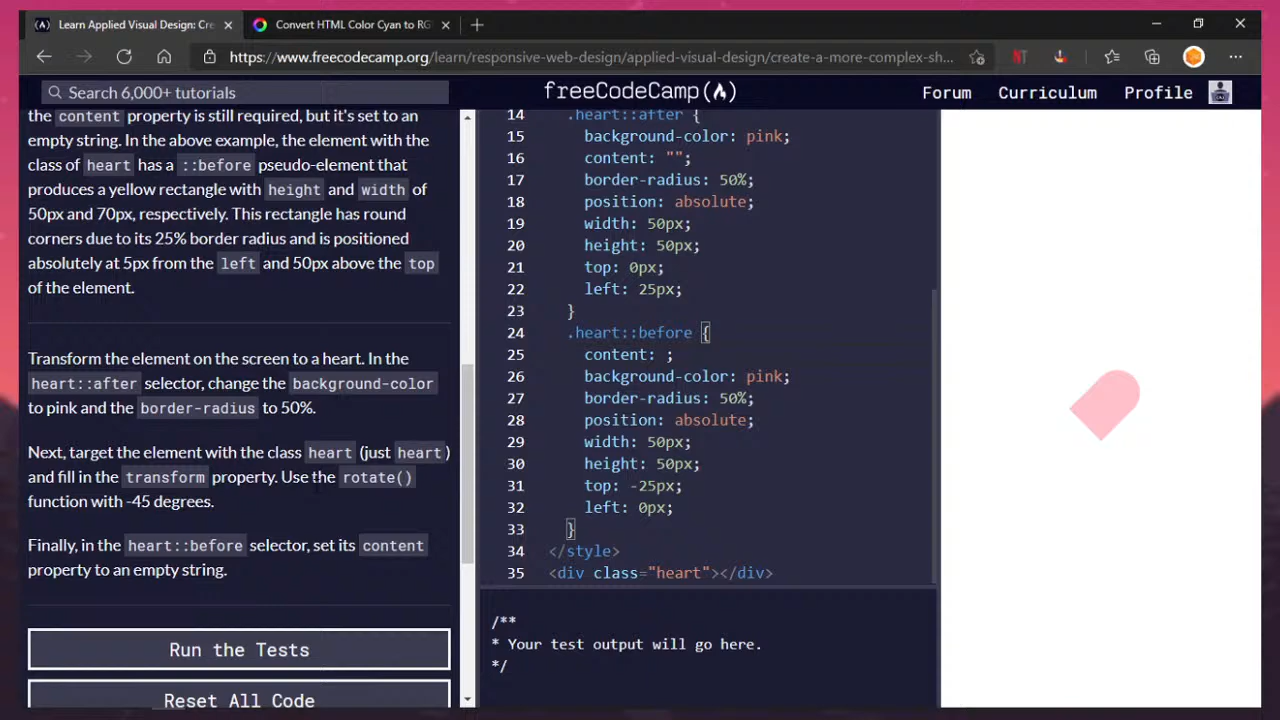 Learn Applied Visual Design: Cre
Convert HTML Color Cyan to RG
https://www.freecodecamp.org/learn/responsive-web-design/applied-visual-design/create-a-more-complex-sh...
Search 6,000+ tutorials
freeCodeCamp(🔥)
Forum
Curriculum
Profile
the content property is still required, but it's set to an
empty string. In the above example, the element with the
class of heart has a ::before pseudo-element that
produces a yellow rectangle with height and width of
50px and 70px, respectively. This rectangle has round
corners due to its 25% border radius and is positioned
absolutely at 5px from the left and 50px above the top
of the element.
Transform the element on the screen to a heart. In the
heart::after selector, change the background-color
to pink and the border-radius to 50%.
Next, target the element with the class heart (just heart)
and fill in the transform property. Use the rotate()
function with -45 degrees.
Finally, in the heart::before selector, set its content
property to an empty string.
Run the Tests
Reset All Code
14 .heart::after {
15 background-color: pink;
16 content: "";
17 border-radius: 50%;
18 position: absolute;
19 width: 50px;
20 height: 50px;
21 top: 0px;
22 left: 25px;
23 }
24 .heart::before {
25 content: ;
26 background-color: pink;
27 border-radius: 50%;
28 position: absolute;
29 width: 50px;
30 height: 50px;
31 top: -25px;
32 left: 0px;
33 }
34 </style>
35 <div class="heart"></div>
/**
* Your test output will go here.
*/